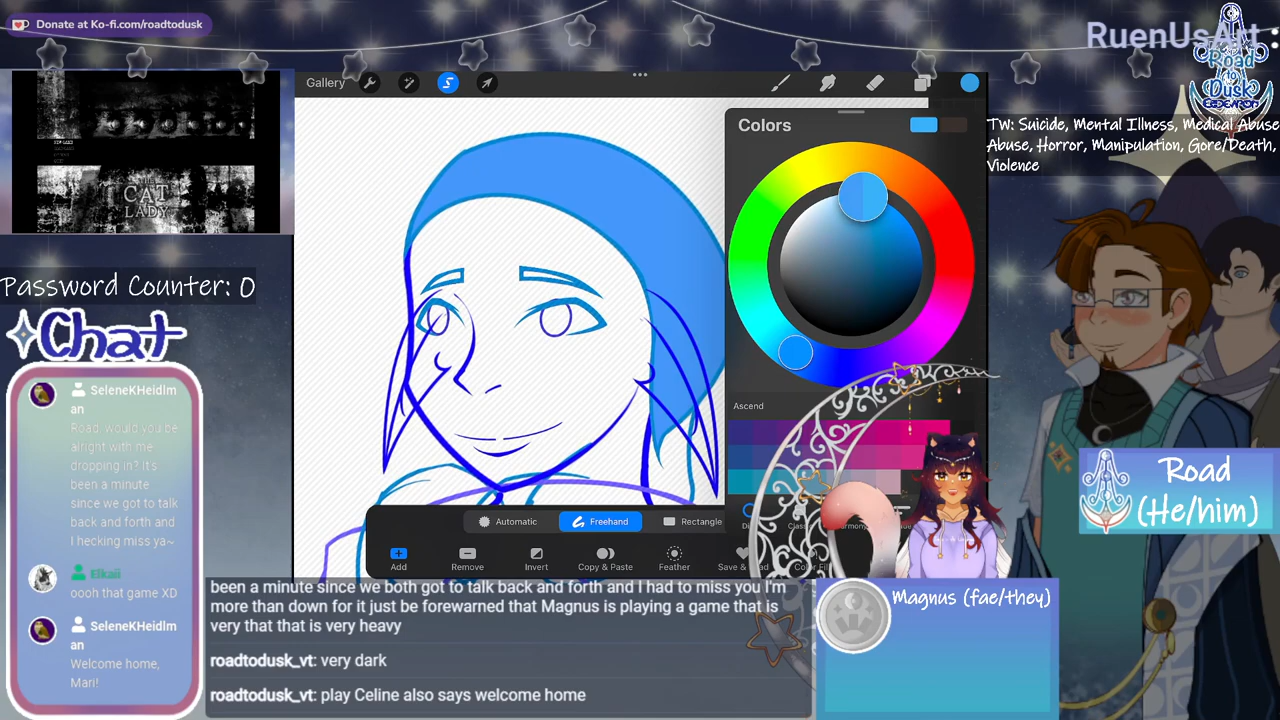 Donate at Ko-fi.com/roadtodusk
RuenUsArt •
Road
to
Dusk
TW: Suicide, Mental Illness, Medical Abuse
Abuse, Horror, Manipulation, Gore/Death,
Violence
Gallery
S
Colors
CAT
LADY
Password Counter: 0
Chat
SeleneKHeidlm
an
Road, would you be
alright with me
dropping in? It's
been a minute
since we got to talk
back and forth and
I hecking miss ya~
Elkaii
oooh that game XD
SeleneKHeidlm
an
Welcome home,
Mari!
Ascend
Automatic
Freehand
Rectangle
Add
Remove
Invert
Copy & Paste
Feather
Save &
Color Fill
Road
(He/him)
Magnus (fae/they)
been a minute since we both got to talk back and forth and I had to miss you I'm
more than down for it just be forewarned that Magnus is playing a game that is
very that that is very heavy
roadtodusk_vt: very dark
roadtodusk_vt: play Celine also says welcome home